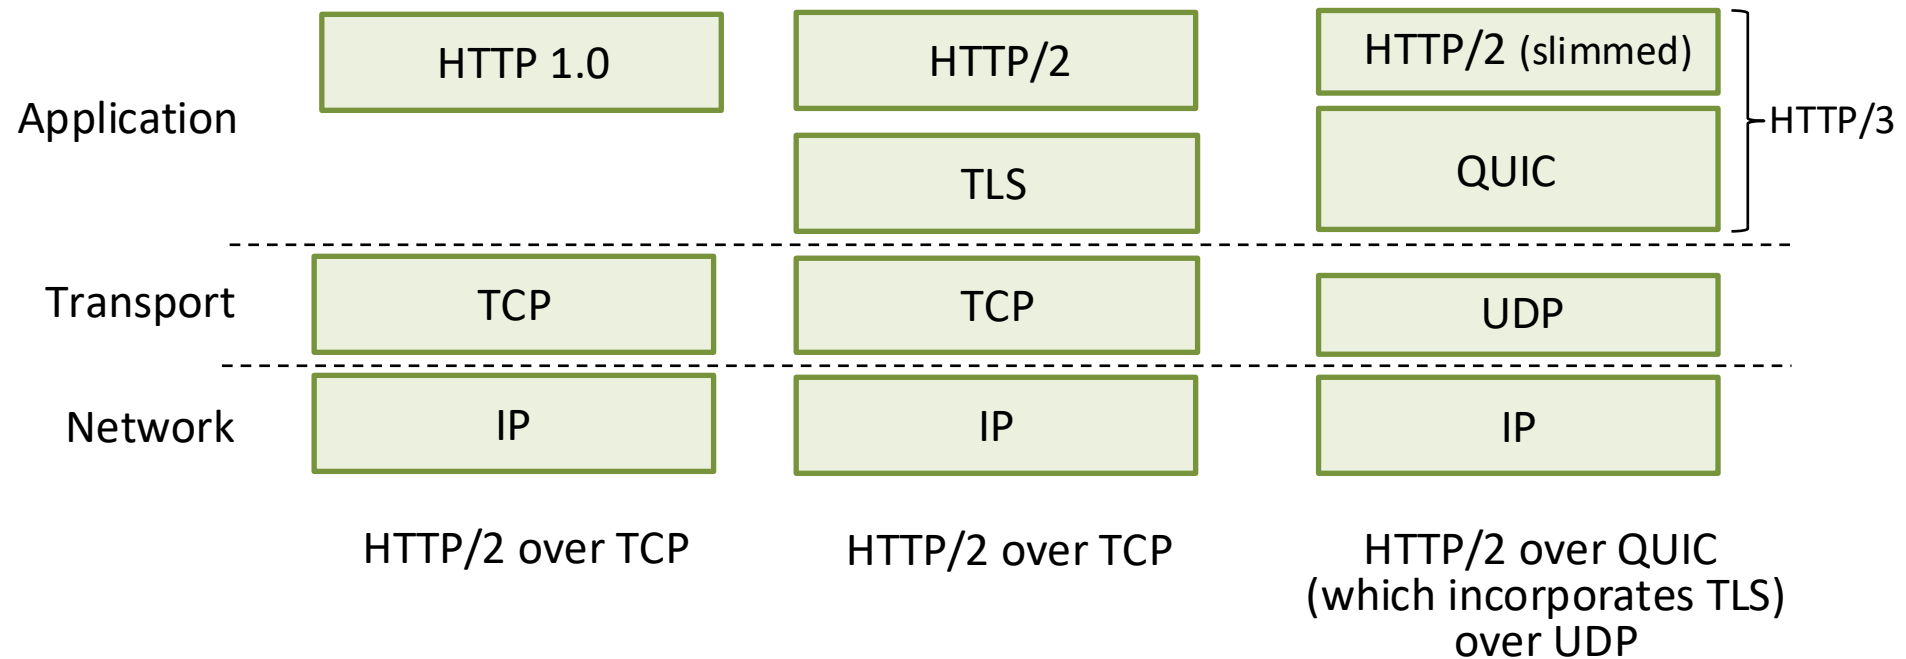 HTTP 1.0
HTTP/2
HTTP/2 (slimmed)
Application
HTTP/3
TLS
QUIC
Transport
TCP
TCP
UDP
Network
IP
IP
IP
HTTP/2 over TCP
HTTP/2 over TCP
HTTP/2 over QUIC
(which incorporates TLS)
over UDP